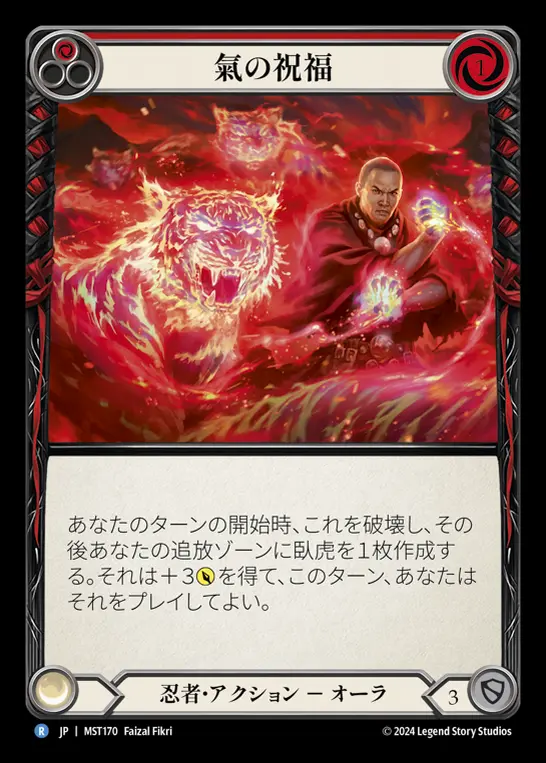 氣の祝福
1
あなたのターンの開始時、これを破壊し、その
後あなたの追放ゾーンに臥虎を1枚作成す
る。それは+3を得て、このターン、あなたは
それをプレイしてよい。
忍者・アクション － オーラ
3
R JP | MST170 Faizal Fikri
© 2024 Legend Story Studios